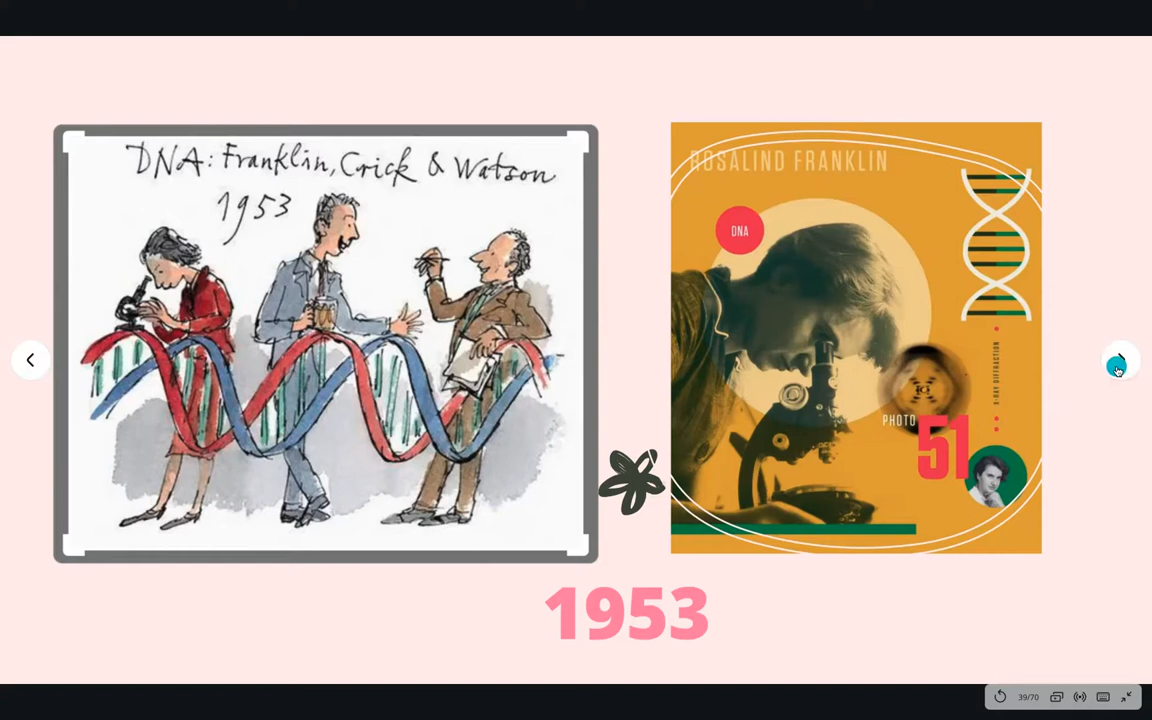 DNA: Franklin, Crick & Watson
1953
ROSALIND FRANKLIN
DNA
X-RAY DIFFRACTION
PHOTO
51
1953
39/70